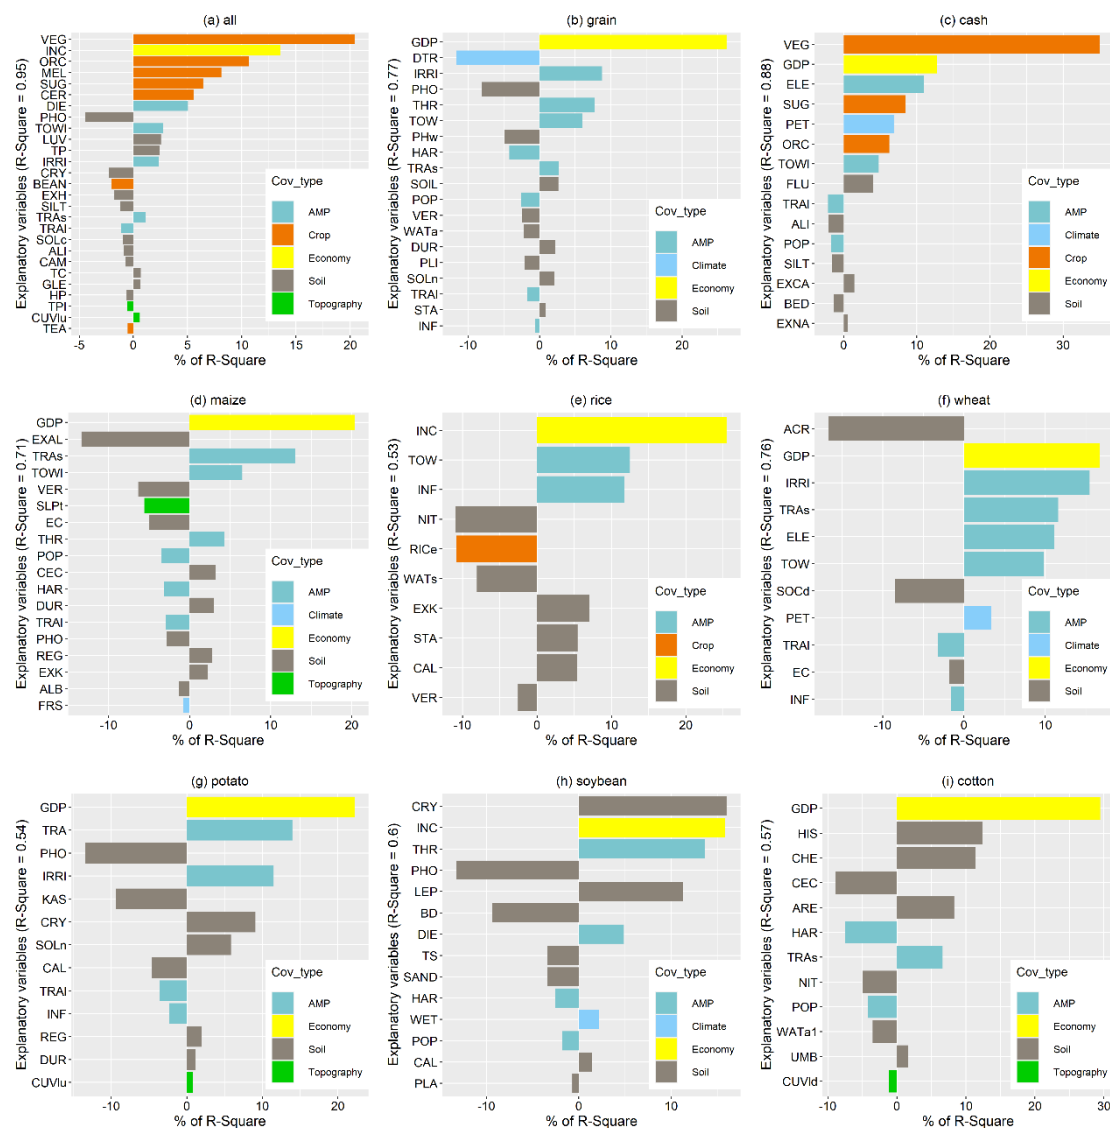 (a) all
Explanatory variables (R-Square = 0.95)
VEG
INC
ORC
MEL
SUG
CER
DIE
PHO
TOWI
LUV
TP
IRRI
CRY
BEAN
EXH
SILT
TRAs
TRAI
SOLc
ALI
CAM
TC
GLE
HP
TPI
CUVlu
TEA
Cov_type
AMP
Crop
Economy
Soil
Topography
-5 0 5 10 15 20
% of R-Square
(b) grain
Explanatory variables (R-Square = 0.77)
GDP
DTR
IRRI
PHO
THR
TOW
PHw
HAR
TRAs
SOIL
POP
VER
WATa
DUR
PLI
SOLn
TRAI
STA
INF
Cov_type
AMP
Climate
Economy
Soil
-10 0 10 20
% of R-Square
(c) cash
Explanatory variables (R-Square = 0.88)
VEG
GDP
ELE
SUG
PET
ORC
TOWI
FLU
TRAI
ALI
POP
SILT
EXCA
BED
EXNA
Cov_type
AMP
Climate
Crop
Economy
Soil
0 10 20 30
% of R-Square
(d) maize
Explanatory variables (R-Square = 0.71)
GDP
EXAL
TRAs
TOWI
VER
SLPt
EC
THR
POP
CEC
HAR
DUR
TRAI
PHO
REG
EXK
ALB
FRS
Cov_type
AMP
Climate
Economy
Soil
Topography
-10 0 10 20
% of R-Square
(e) rice
Explanatory variables (R-Square = 0.53)
INC
TOW
INF
NIT
RICe
WATs
EXK
STA
CAL
VER
Cov_type
AMP
Crop
Economy
Soil
-10 0 10 20
% of R-Square
(f) wheat
Explanatory variables (R-Square = 0.76)
ACR
GDP
IRRI
TRAs
ELE
TOW
SOCd
PET
TRAI
EC
INF
Cov_type
AMP
Climate
Economy
Soil
-10 0 10
% of R-Square
(g) potato
Explanatory variables (R-Square = 0.54)
GDP
TRA
PHO
IRRI
KAS
CRY
SOLn
CAL
TRAI
INF
REG
DUR
CUVlu
Cov_type
AMP
Economy
Soil
Topography
-10 0 10 20
% of R-Square
(h) soybean
Explanatory variables (R-Square = 0.6)
CRY
INC
THR
PHO
LEP
BD
DIE
TS
SAND
HAR
WET
POP
CAL
PLA
Cov_type
AMP
Climate
Economy
Soil
-10 0 10
% of R-Square
(i) cotton
Explanatory variables (R-Square = 0.57)
GDP
HIS
CHE
CEC
ARE
HAR
TRAs
NIT
POP
WATa1
UMB
CUVld
Cov_type
AMP
Economy
Soil
Topography
-10 0 10 20 30
% of R-Square